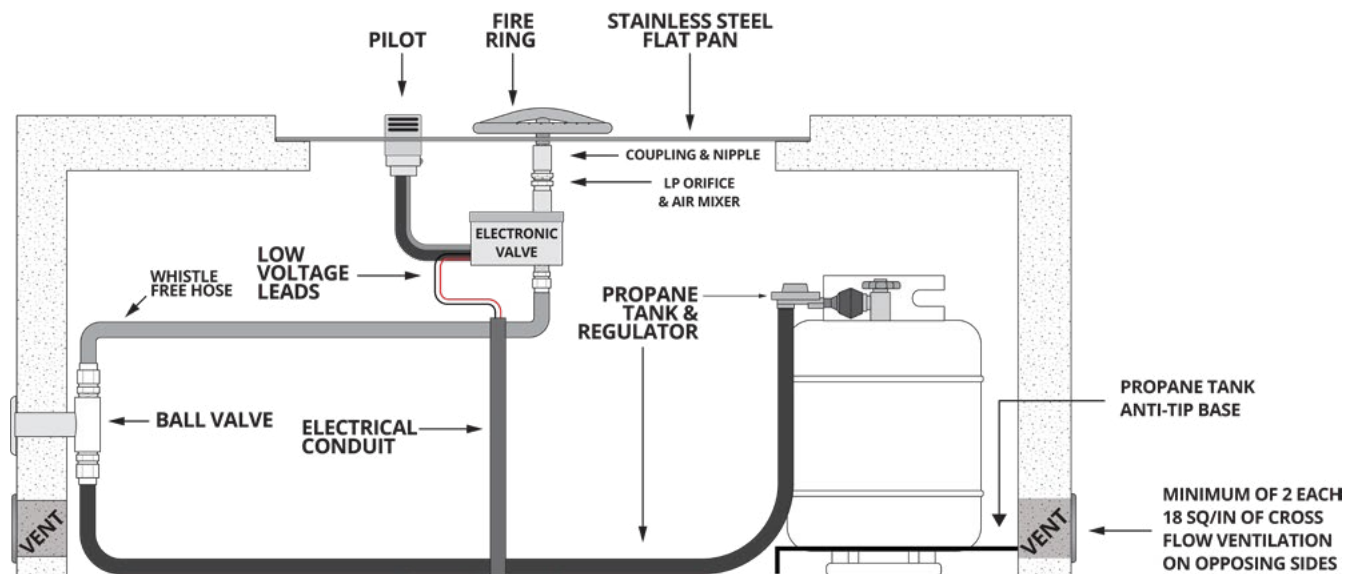 PILOT
FIRE
RING
STAINLESS STEEL
FLAT PAN
COUPLING & NIPPLE
LP ORIFICE
& AIR MIXER
ELECTRONIC
VALVE
LOW
VOLTAGE
LEADS
WHISTLE
FREE HOSE
PROPANE
TANK &
REGULATOR
BALL VALVE
ELECTRICAL
CONDUIT
PROPANE TANK
ANTI-TIP BASE
VENT
VENT
MINIMUM OF 2 EACH
18 SQ/IN OF CROSS
FLOW VENTILATION
ON OPPOSING SIDES